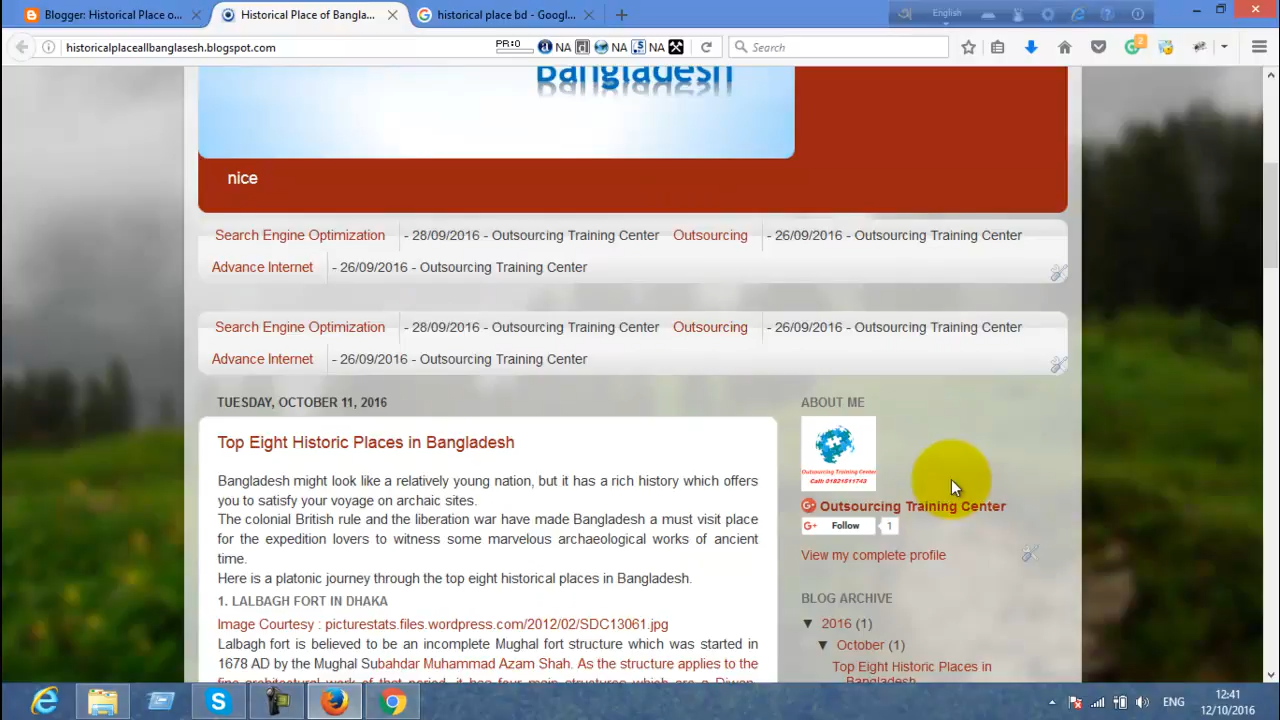 Blogger: Historical Place o...
Historical Place of Bangla...
historical place bd - Googl...
English
historicalplaceallbanglasesh.blogspot.com
PR:0
NA
NA
NA
Search
2
Bangladesh
nice
Search Engine Optimization - 28/09/2016 - Outsourcing Training Center Outsourcing - 26/09/2016 - Outsourcing Training Center
Advance Internet - 26/09/2016 - Outsourcing Training Center
Search Engine Optimization - 28/09/2016 - Outsourcing Training Center Outsourcing - 26/09/2016 - Outsourcing Training Center
Advance Internet - 26/09/2016 - Outsourcing Training Center
TUESDAY, OCTOBER 11, 2016
Top Eight Historic Places in Bangladesh
Bangladesh might look like a relatively young nation, but it has a rich history which offers
you to satisfy your voyage on archaic sites.
The colonial British rule and the liberation war have made Bangladesh a must visit place
for the expedition lovers to witness some marvelous archaeological works of ancient
time.
Here is a platonic journey through the top eight historical places in Bangladesh.
1. LALBAGH FORT IN DHAKA
Image Courtesy : picturestats.files.wordpress.com/2012/02/SDC13061.jpg
Lalbagh fort is believed to be an incomplete Mughal fort structure which was started in
1678 AD by the Mughal Subahdar Muhammad Azam Shah. As the structure applies to the
fine architectural work of that period, it has four main structures which are a Diwan-
ABOUT ME
Outsourcing Training Center
Call: 01821511743
Outsourcing Training Center
G+ Follow 1
View my complete profile
BLOG ARCHIVE
▼ 2016 (1)
▼ October (1)
Top Eight Historic Places in
Bangladesh
ENG
12:41
12/10/2016